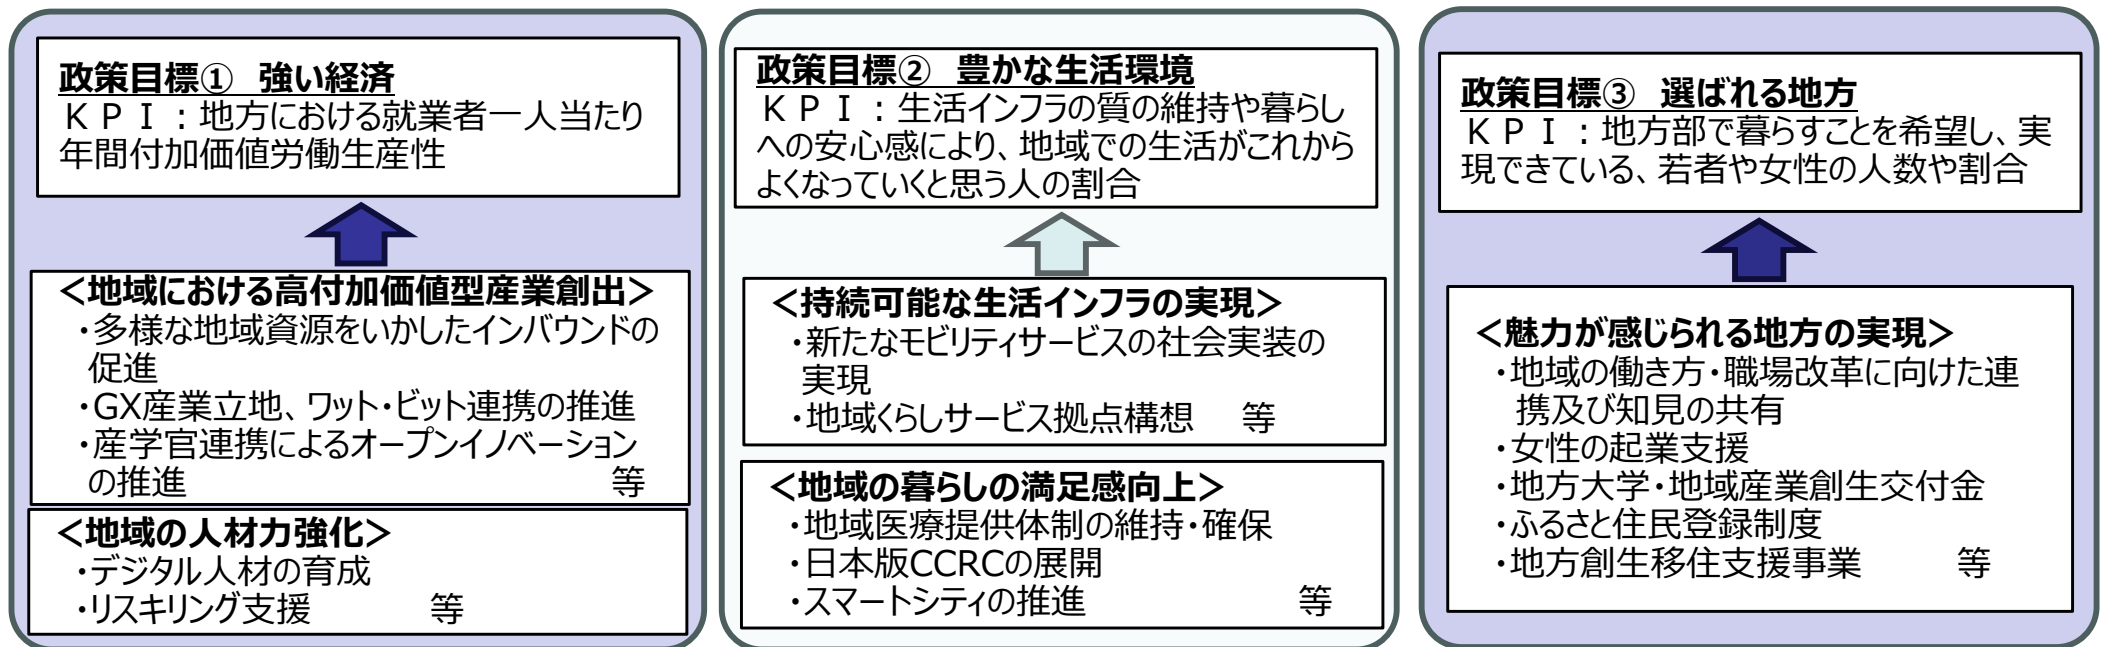 政策目標① 強い経済
ＫＰＩ：地方における就業者一人当たり
年間付加価値労働生産性
＜地域における高付加価値型産業創出＞
・多様な地域資源をいかしたインバウンドの
促進
・GX産業立地、ワット・ビット連携の推進
・産学官連携によるオープンイノベーション
の推進 等
＜地域の人材力強化＞
・デジタル人材の育成
・リスキリング支援 等
政策目標② 豊かな生活環境
ＫＰＩ：生活インフラの質の維持や暮らし
への安心感により、地域での生活がこれから
よくなっていくと思う人の割合
＜持続可能な生活インフラの実現＞
・新たなモビリティサービスの社会実装の
実現
・地域くらしサービス拠点構想 等
＜地域の暮らしの満足感向上＞
・地域医療提供体制の維持・確保
・日本版CCRCの展開
・スマートシティの推進 等
政策目標③ 選ばれる地方
ＫＰＩ：地方部で暮らすことを希望し、実
現できている、若者や女性の人数や割合
＜魅力が感じられる地方の実現＞
・地域の働き方・職場改革に向けた連
携及び知見の共有
・女性の起業支援
・地方大学・地域産業創生交付金
・ふるさと住民登録制度
・地方創生移住支援事業 等